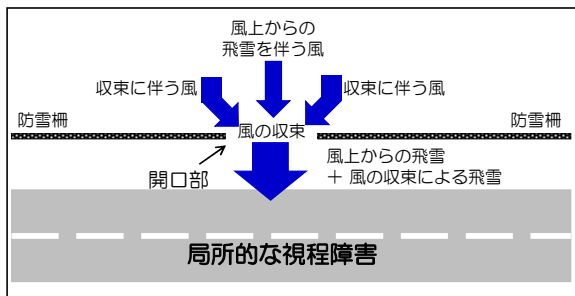 風上からの
飛雪を伴う風
収束に伴う風
収束に伴う風
防雪柵
風の収束
防雪柵
開口部
風上からの飛雪
＋ 風の収束による飛雪
局所的な視程障害